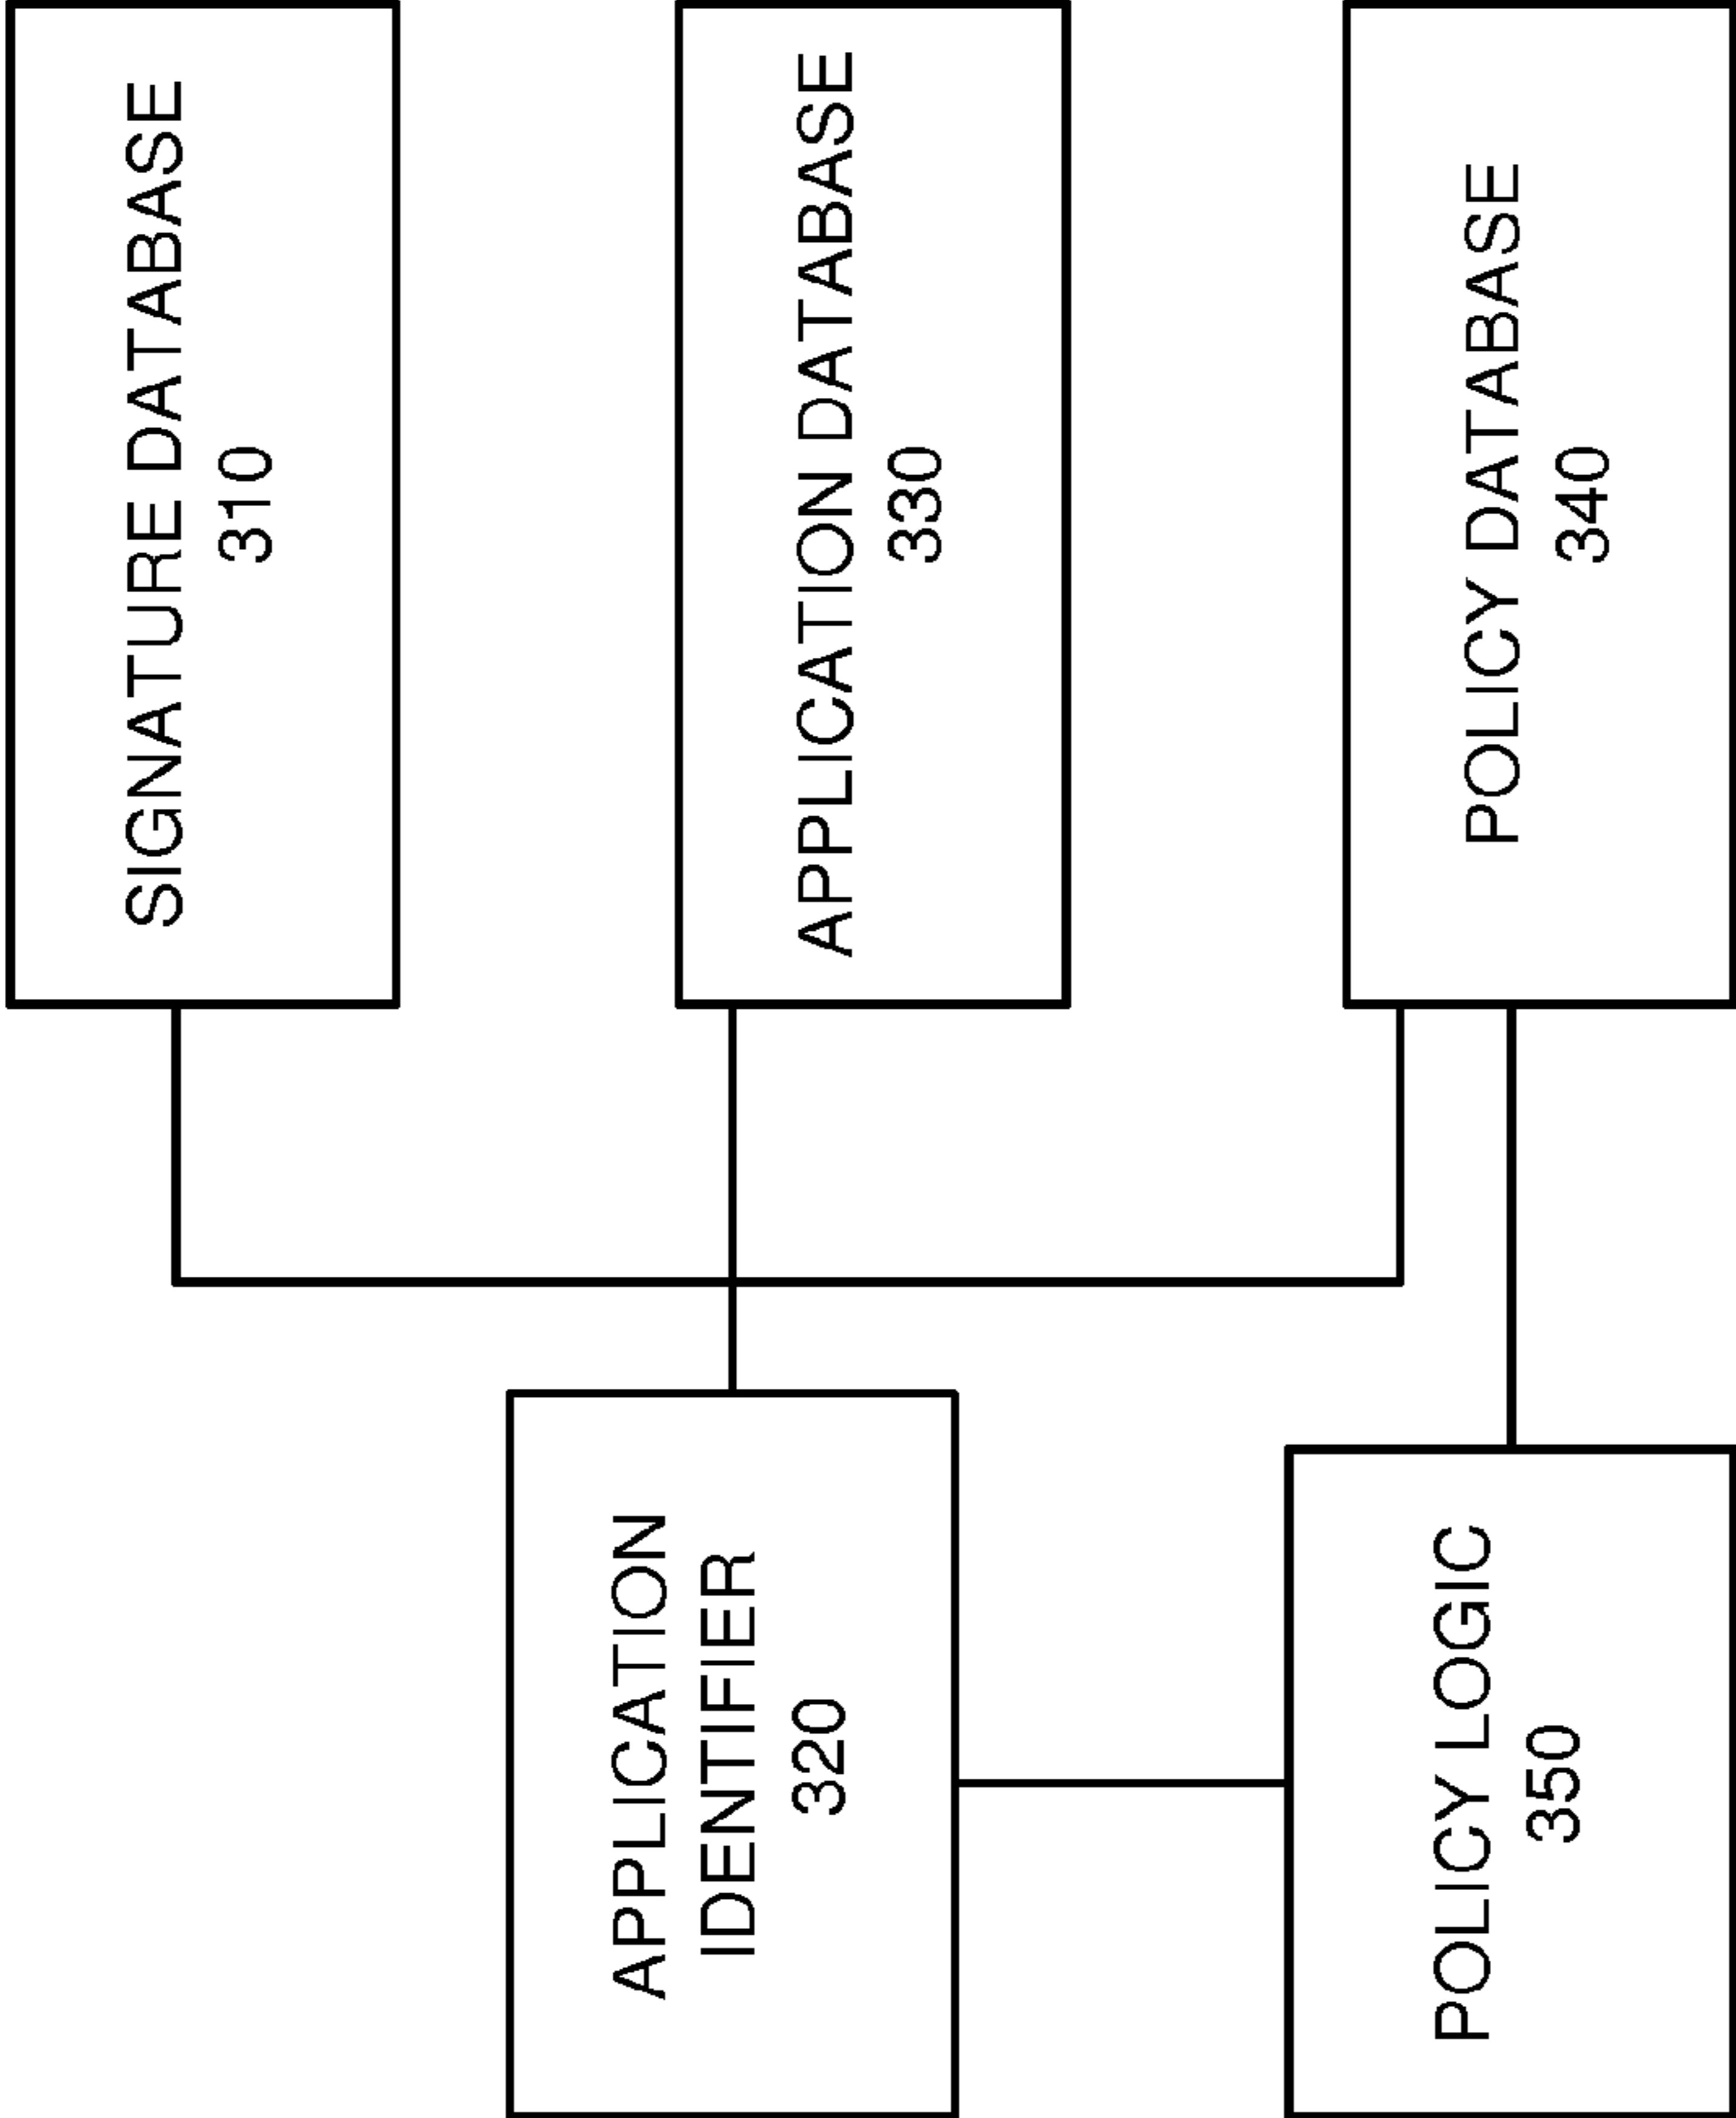 SIGNATURE DATABASE
310
APPLICATION
IDENTIFIER
320
APPLICATION DATABASE
330
POLICY LOGIC
350
POLICY DATABASE
340